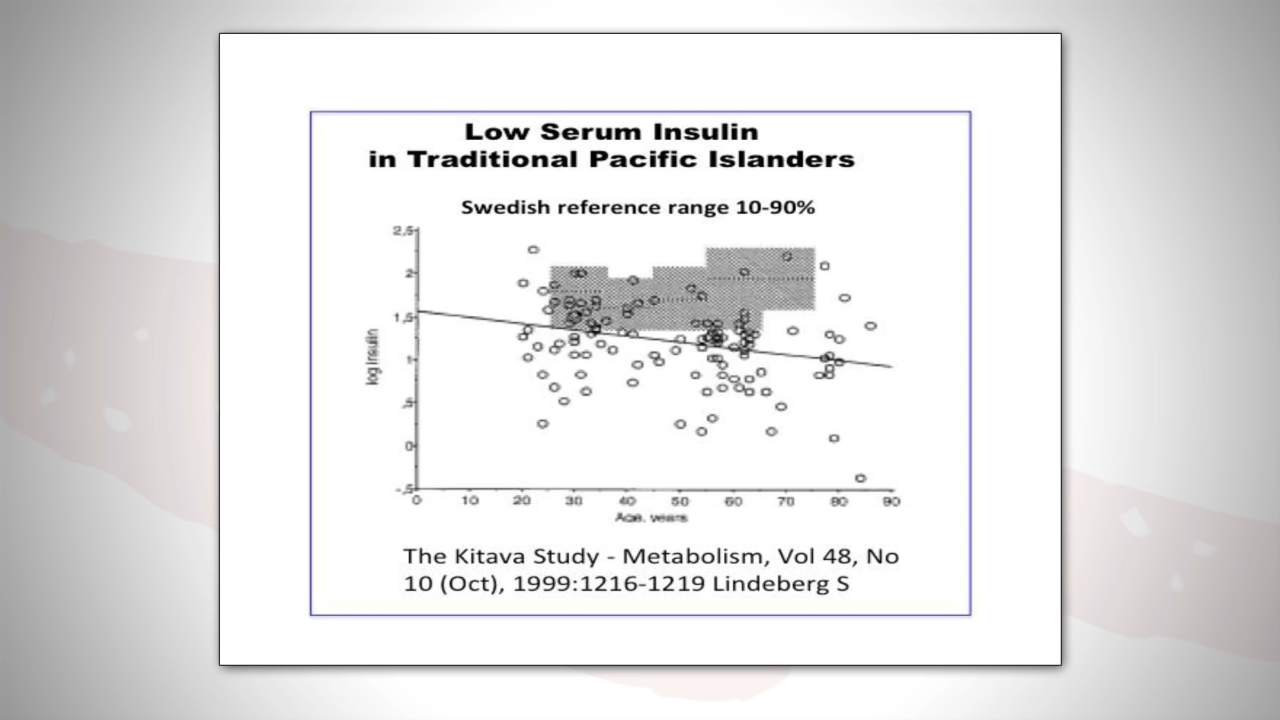 Low Serum Insulin
in Traditional Pacific Islanders
Swedish reference range 10-90%
2,5
2
1,5
1
,5
0
-,5
log Insulin
0 10 20 30 40 50 60 70 80 90
Age, years
The Kitava Study - Metabolism, Vol 48, No
10 (Oct), 1999:1216-1219 Lindeberg S